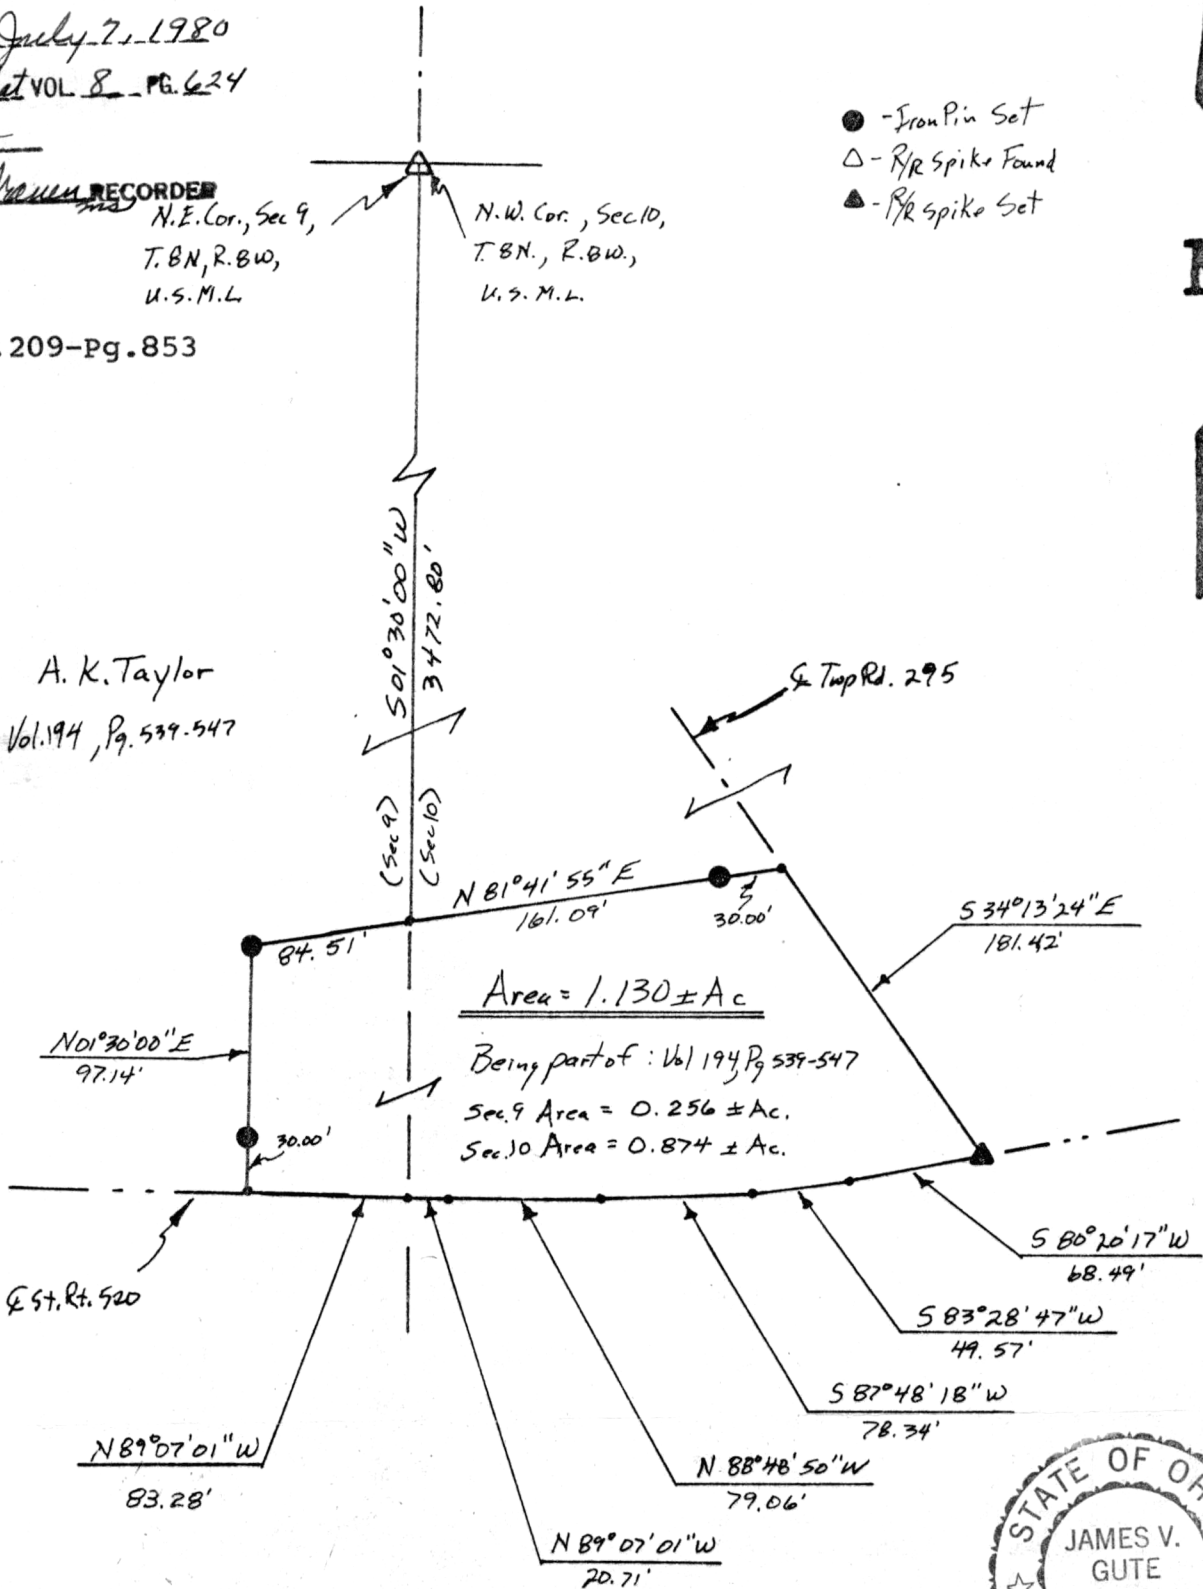 July 7, 1980
VOL 8 PG. 624
RECORDER
● - Iron Pin Set
△ - R/R Spike Found
▲ - R/R Spike Set
N.E. Cor., Sec 9,
T. 8N, R. 8W,
U.S.M.L.
N.W. Cor., Sec 10,
T. 8N., R. 8W.,
U.S.M.L.
209-Pg.853
S01°30'00"W
3472.80'
A. K. Taylor
Vol. 194, Pg. 539-547
℄ Twp Rd. 295
(Sec 9)
(Sec 10)
N 81°41'55" E
161.09'
30.00'
84.51'
S 34°13'24" E
181.42'
Area = 1.130 ± Ac
N01°30'00"E
97.14'
Being part of : Vol 194, Pg 539-547
Sec. 9 Area = 0.256 ± Ac.
Sec. 10 Area = 0.874 ± Ac.
30.00'
℄ St. Rt. 520
S 80°20'17" W
68.49'
S 83°28'47" W
49.57'
S 87°48'18" W
78.34'
N 89°07'01" W
83.28'
N 88°48'50" W
79.06'
N 89°07'01" W
20.71'
STATE OF
JAMES V.
GUTE